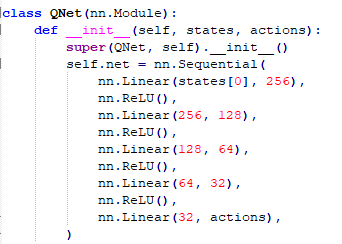 class QNet(nn.Module):
    def __init__(self, states, actions):
        super(QNet, self).__init__()
        self.net = nn.Sequential(
            nn.Linear(states[0], 256),
            nn.ReLU(),
            nn.Linear(256, 128),
            nn.ReLU(),
            nn.Linear(128, 64),
            nn.ReLU(),
            nn.Linear(64, 32),
            nn.ReLU(),
            nn.Linear(32, actions),
        )